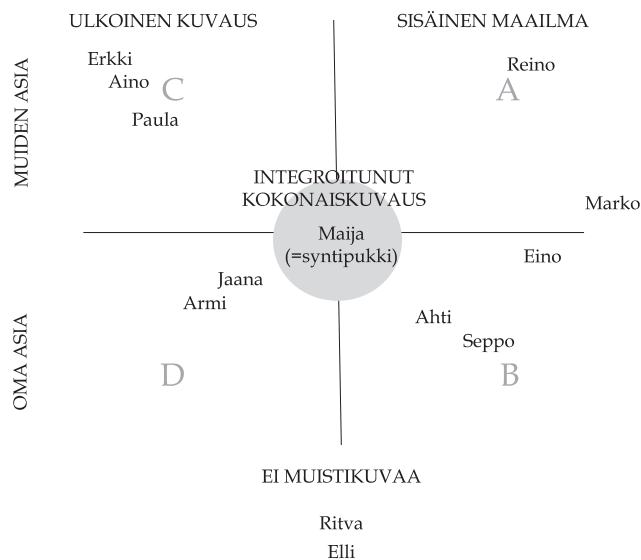 ULKOINEN KUVAUS
SISÄINEN MAAILMA
MUIDEN ASIA
Erkki
Aino
C
Paula
Reino
A
Marko
INTEGROITUNUT
KOKONAISKUVAUS
Maija
(=syntipukki)
Eino
OMA ASIA
Jaana
Armi
D
Ahti
Seppo
B
EI MUISTIKUVAA
Ritva
Elli